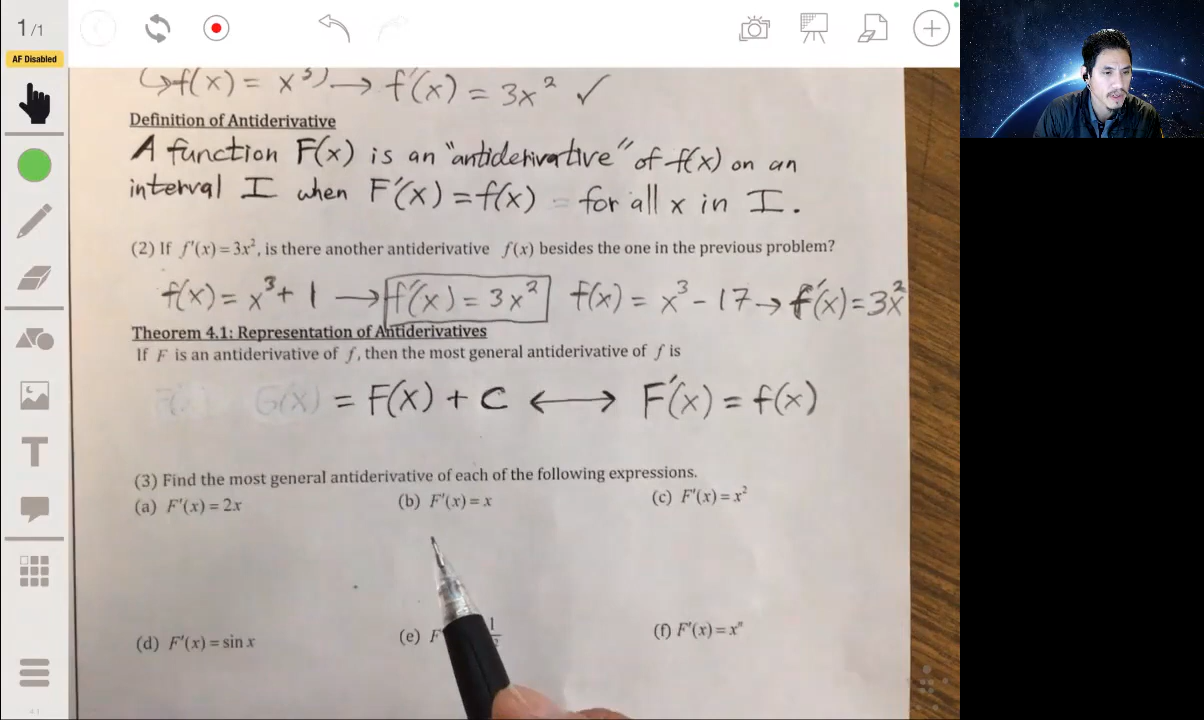 1/1
AF Disabled
f(x) = x³) → f'(x) = 3x² ✓
Definition of Antiderivative
A function F(x) is an "antiderivative" of f(x) on an
interval I when F'(x) = f(x) = for all x in I.
(2) If f'(x) = 3x², is there another antiderivative f(x) besides the one in the previous problem?
f(x) = x³ + 1 → f'(x) = 3x² f(x) = x³ - 17 → f'(x) = 3x²
Theorem 4.1: Representation of Antiderivatives
If F is an antiderivative of f, then the most general antiderivative of f is
G(x) = F(x) + C ↔ F'(x) = f(x)
(3) Find the most general antiderivative of each of the following expressions.
(a) F'(x) = 2x (b) F'(x) = x (c) F'(x) = x²
(d) F'(x) = sin x (e) F (f) F'(x) = xⁿ